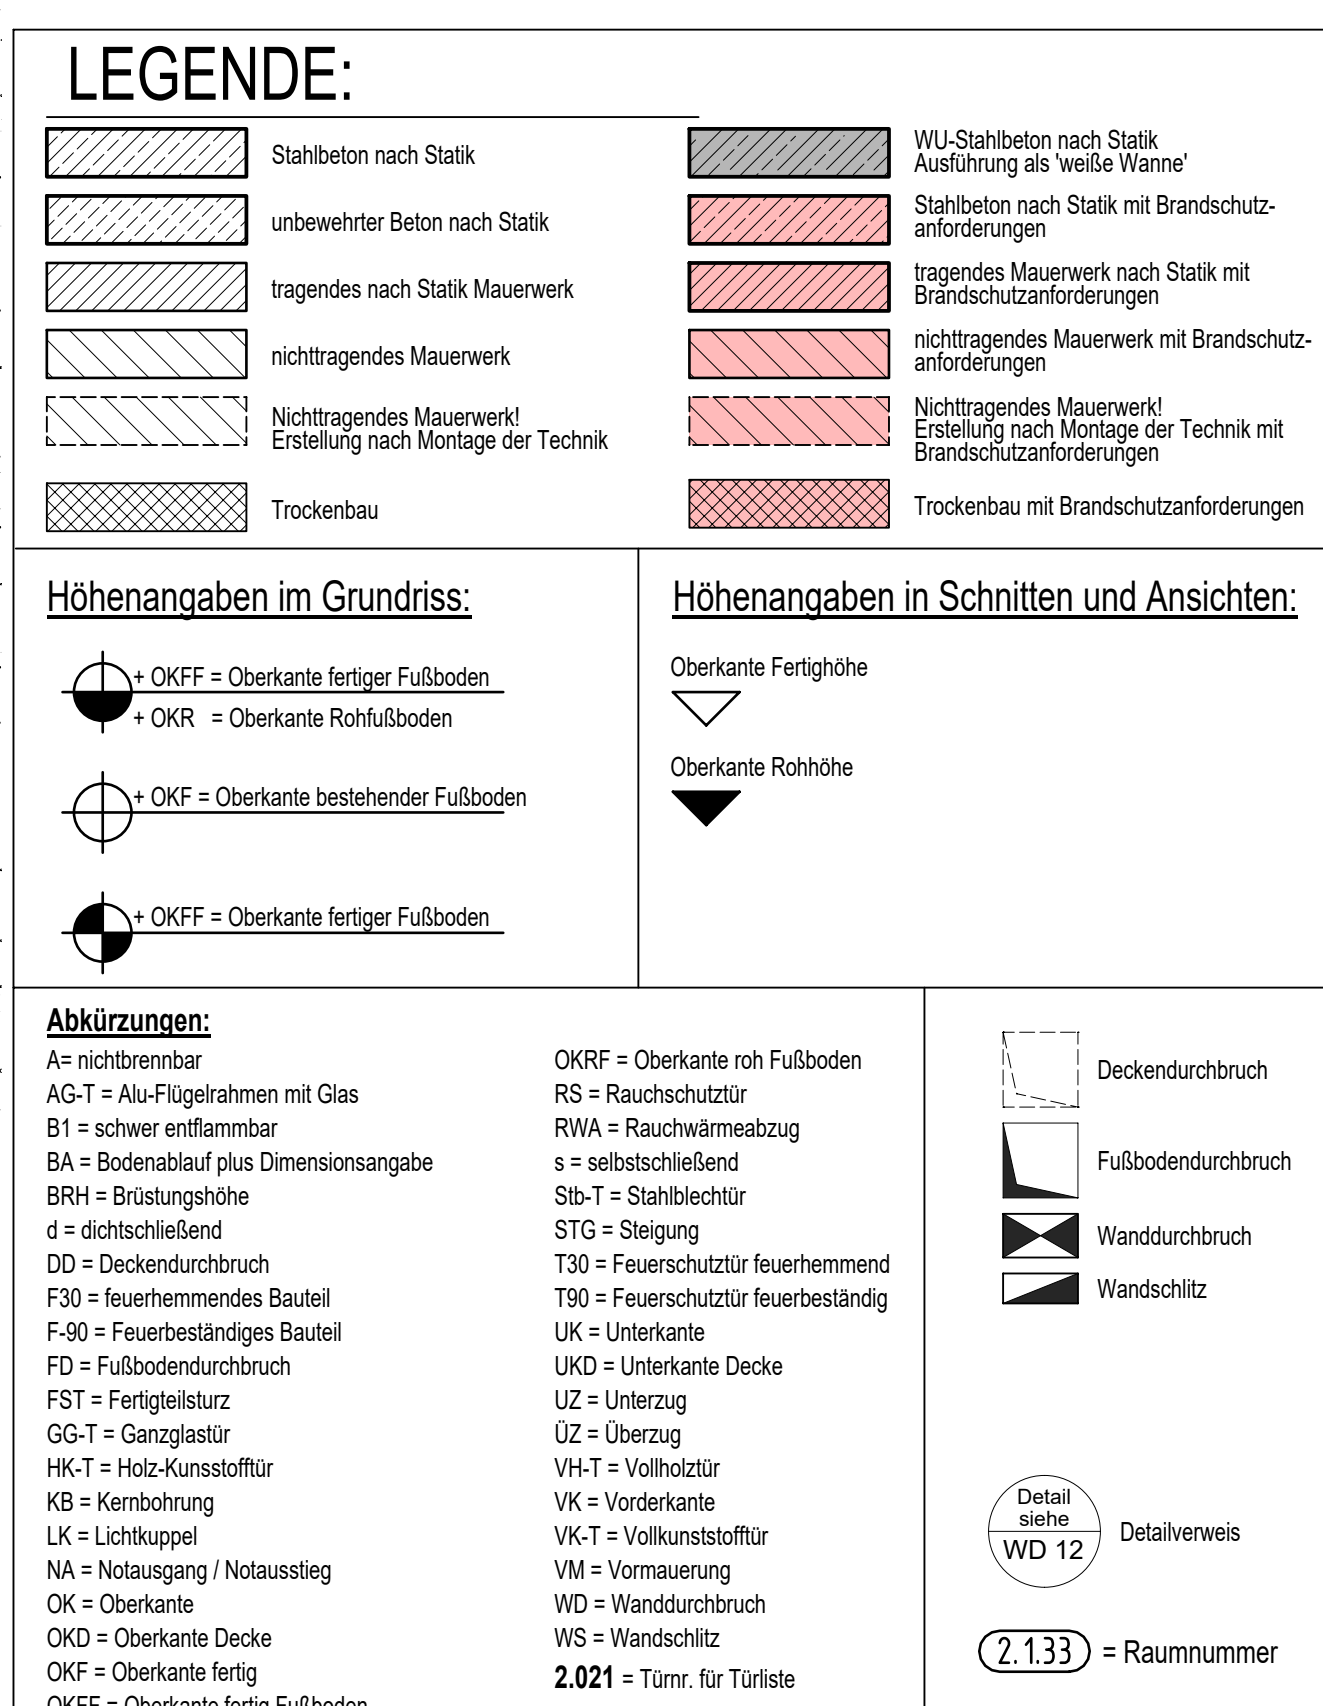 LEGENDE:
Stahlbeton nach Statik
unbewehrter Beton nach Statik
tragendes nach Statik Mauerwerk
nichttragendes Mauerwerk
Nichttragendes Mauerwerk!
Erstellung nach Montage der Technik
Trockenbau
WU-Stahlbeton nach Statik
Ausführung als 'weiße Wanne'
Stahlbeton nach Statik mit Brandschutz-
anforderungen
tragendes Mauerwerk nach Statik mit
Brandschutzanforderungen
nichttragendes Mauerwerk mit Brandschutz-
anforderungen
Nichttragendes Mauerwerk!
Erstellung nach Montage der Technik mit
Brandschutzanforderungen
Trockenbau mit Brandschutzanforderungen
Höhenangaben im Grundriss:
+ OKFF = Oberkante fertiger Fußboden
+ OKR = Oberkante Rohfußboden
+ OKF = Oberkante bestehender Fußboden
+ OKFF = Oberkante fertiger Fußboden
Höhenangaben in Schnitten und Ansichten:
Oberkante Fertighöhe
Oberkante Rohhöhe
Abkürzungen:
A= nichtbrennbar
AG-T = Alu-Flügelrahmen mit Glas
B1 = schwer entflammbar
BA = Bodenablauf plus Dimensionsangabe
BRH = Brüstungshöhe
d = dichtschließend
DD = Deckendurchbruch
F30 = feuerhemmendes Bauteil
F-90 = Feuerbeständiges Bauteil
FD = Fußbodendurchbruch
FST = Fertigteilsturz
GG-T = Ganzglastür
HK-T = Holz-Kunsstofftür
KB = Kernbohrung
LK = Lichtkuppel
NA = Notausgang / Notausstieg
OK = Oberkante
OKD = Oberkante Decke
OKF = Oberkante fertig
OKFF = Oberkante fertig Fußboden
OKRF = Oberkante roh Fußboden
RS = Rauchschutztür
RWA = Rauchwärmeabzug
s = selbstschließend
Stb-T = Stahlblechtür
STG = Steigung
T30 = Feuerschutztür feuerhemmend
T90 = Feuerschutztür feuerbeständig
UK = Unterkante
UKD = Unterkante Decke
UZ = Unterzug
ÜZ = Überzug
VH-T = Vollholztür
VK = Vorderkante
VK-T = Vollkunststofftür
VM = Vormauerung
WD = Wanddurchbruch
WS = Wandschlitz
2.021 = Türnr. für Türliste
Deckendurchbruch
Fußbodendurchbruch
Wanddurchbruch
Wandschlitz
Detail
siehe
WD 12
Detailverweis
2.1.33 = Raumnummer